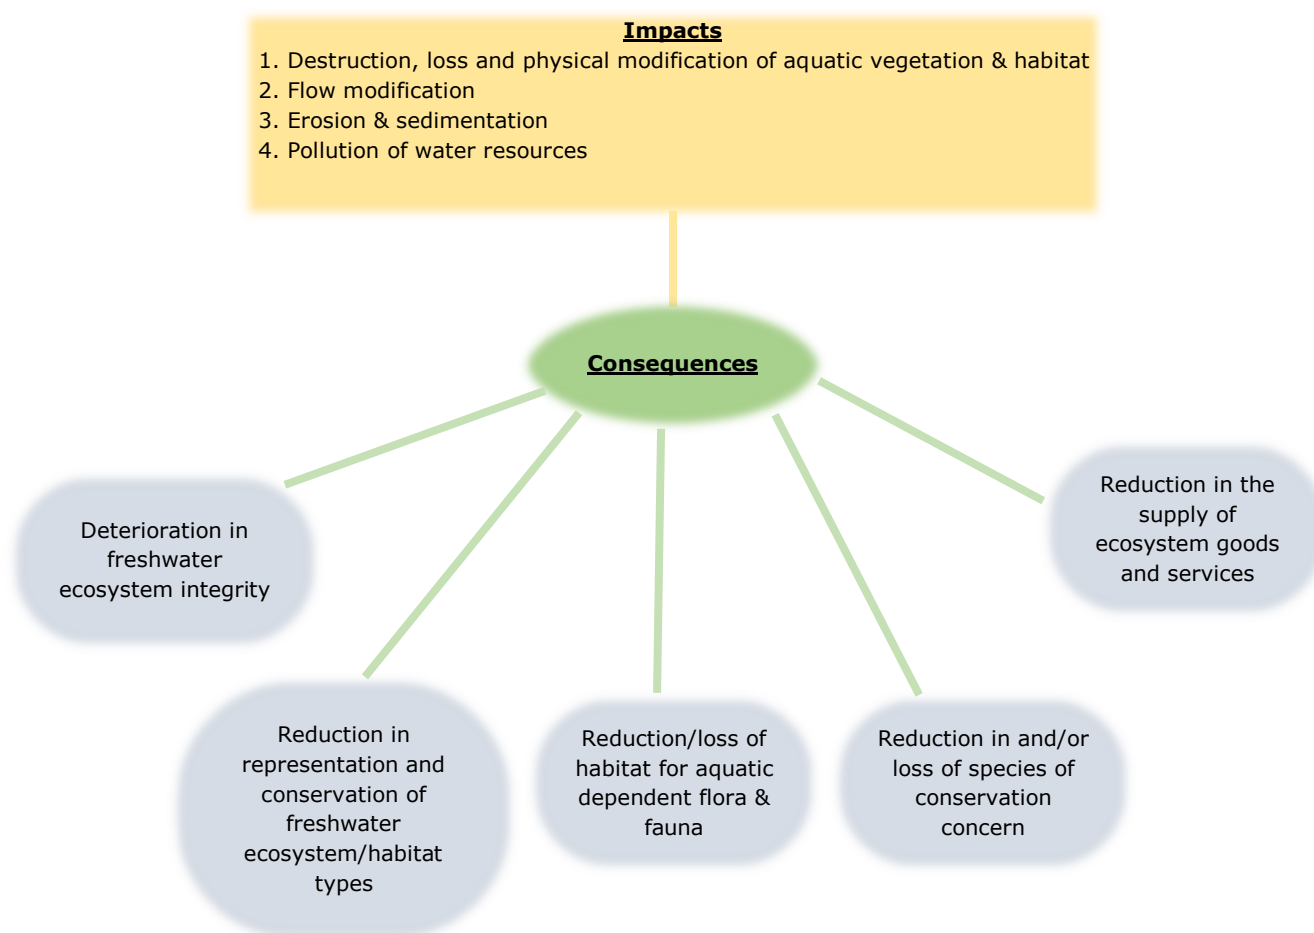 Impacts
1. Destruction, loss and physical modification of aquatic vegetation & habitat
2. Flow modification
3. Erosion & sedimentation
4. Pollution of water resources
Consequences
Deterioration in
freshwater
ecosystem integrity
Reduction in
representation and
conservation of
freshwater
ecosystem/habitat
types
Reduction/loss of
habitat for aquatic
dependent flora &
fauna
Reduction in and/or
loss of species of
conservation
concern
Reduction in the
supply of
ecosystem goods
and services